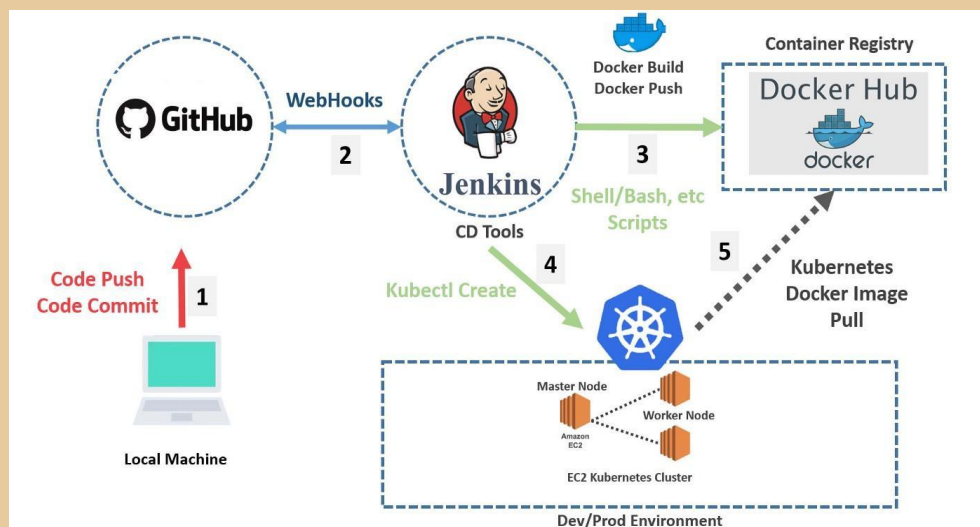 GitHub
WebHooks
2
Jenkins
CD Tools
Docker Build
Docker Push
3
Shell/Bash, etc
Scripts
Container Registry
Docker Hub
docker
Code Push
Code Commit
1
Local Machine
Kubectl Create
4
5
Kubernetes
Docker Image
Pull
Master Node
Amazon
EC2
Worker Node
EC2 Kubernetes Cluster
Dev/Prod Environment